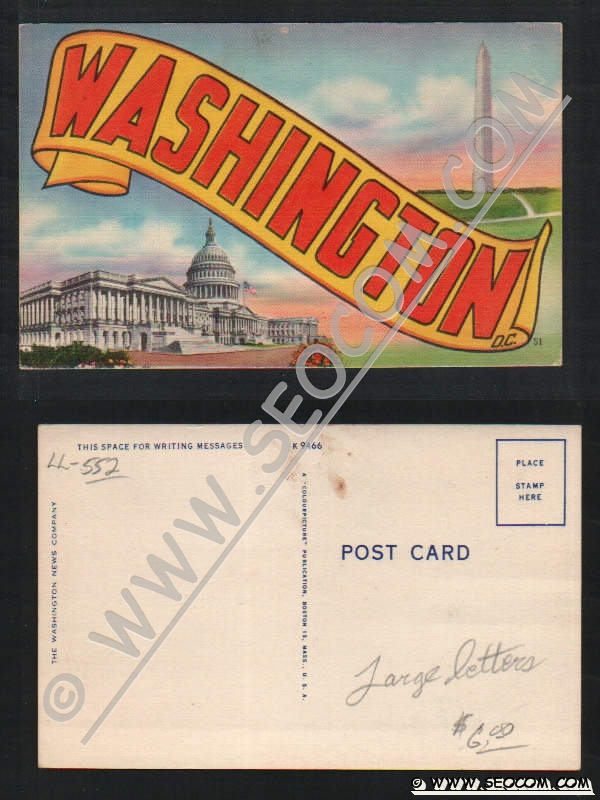 WASHINGTON
D.C.
51
© WWW.SEOCOM.COM
THIS SPACE FOR WRITING MESSAGES
K 9466
LL-552
PLACE
STAMP
HERE
THE WASHINGTON NEWS COMPANY
A "COLOURPICTURE" PUBLICATION, BOSTON 15, MASS., U. S. A.
POST CARD
Large letters
$6.00
© WWW.SEOCOM.COM